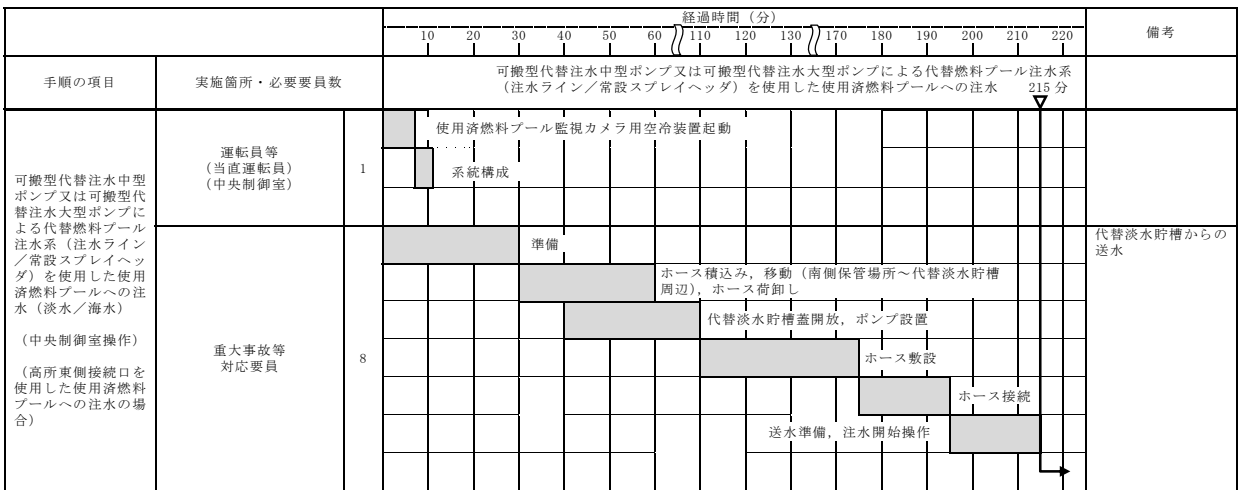 経過時間（分）
備考
10 20 30 40 50 60 110 120 130 170 180 190 200 210 220
手順の項目
実施箇所・必要要員数
可搬型代替注水中型ポンプ又は可搬型代替注水大型ポンプによる代替燃料プール注水系
（注水ライン／常設スプレイヘッダ）を使用した使用済燃料プールへの注水 215分
可搬型代替注水中型
ポンプ又は可搬型代
替注水大型ポンプに
よる代替燃料プール
注水系（注水ライン
／常設スプレイヘッ
ダ）を使用した使用
済燃料プールへの注
水（淡水／海水）
（中央制御室操作）
（高所東側接続口を
使用した使用済燃料
プールへの注水の場
合）
運転員等
（当直運転員）
（中央制御室）
1
使用済燃料プール監視カメラ用空冷装置起動
系統構成
重大事故等
対応要員
8
準備
ホース積込み，移動（南側保管場所～代替淡水貯槽
周辺），ホース荷卸し
代替淡水貯槽蓋開放，ポンプ設置
ホース敷設
ホース接続
送水準備，注水開始操作
代替淡水貯槽からの
送水